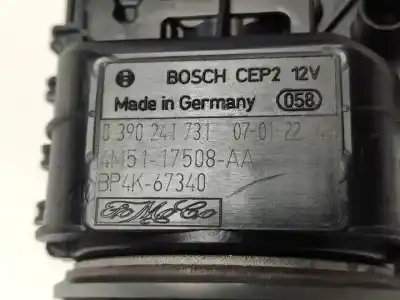 BOSCH CEP2 12V
Made in Germany 058
0 390 241 731 07-01-22
4M51-17508-AA
BP4K-67340
FoMoCo